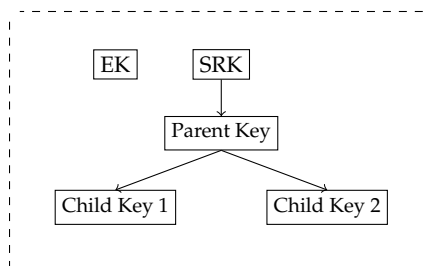 EK
SRK
Parent Key
Child Key 1
Child Key 2